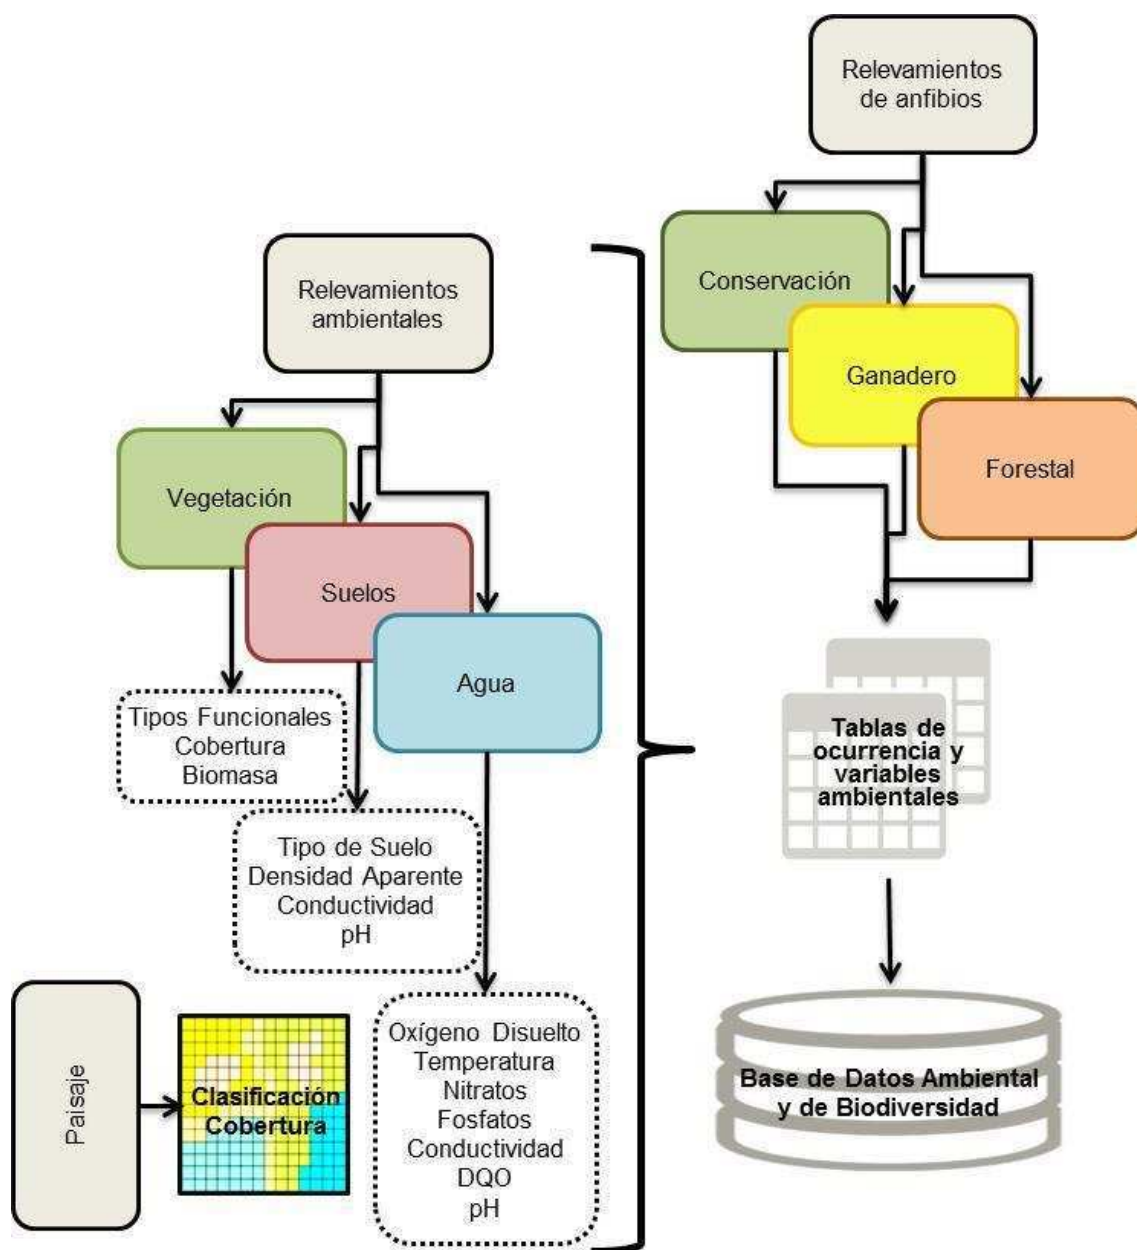 Relevamientos
de anfibios
Conservación
Ganadero
Forestal
Relevamientos
ambientales
Vegetación
Suelos
Agua
Tipos Funcionales
Cobertura
Biomasa
Tipo de Suelo
Densidad Aparente
Conductividad
pH
Oxígeno Disuelto
Temperatura
Nitratos
Fosfatos
Conductividad
DQO
pH
Paisaje
Clasificación
Cobertura
Tablas de
ocurrencia y
variables
ambientales
Base de Datos Ambiental
y de Biodiversidad